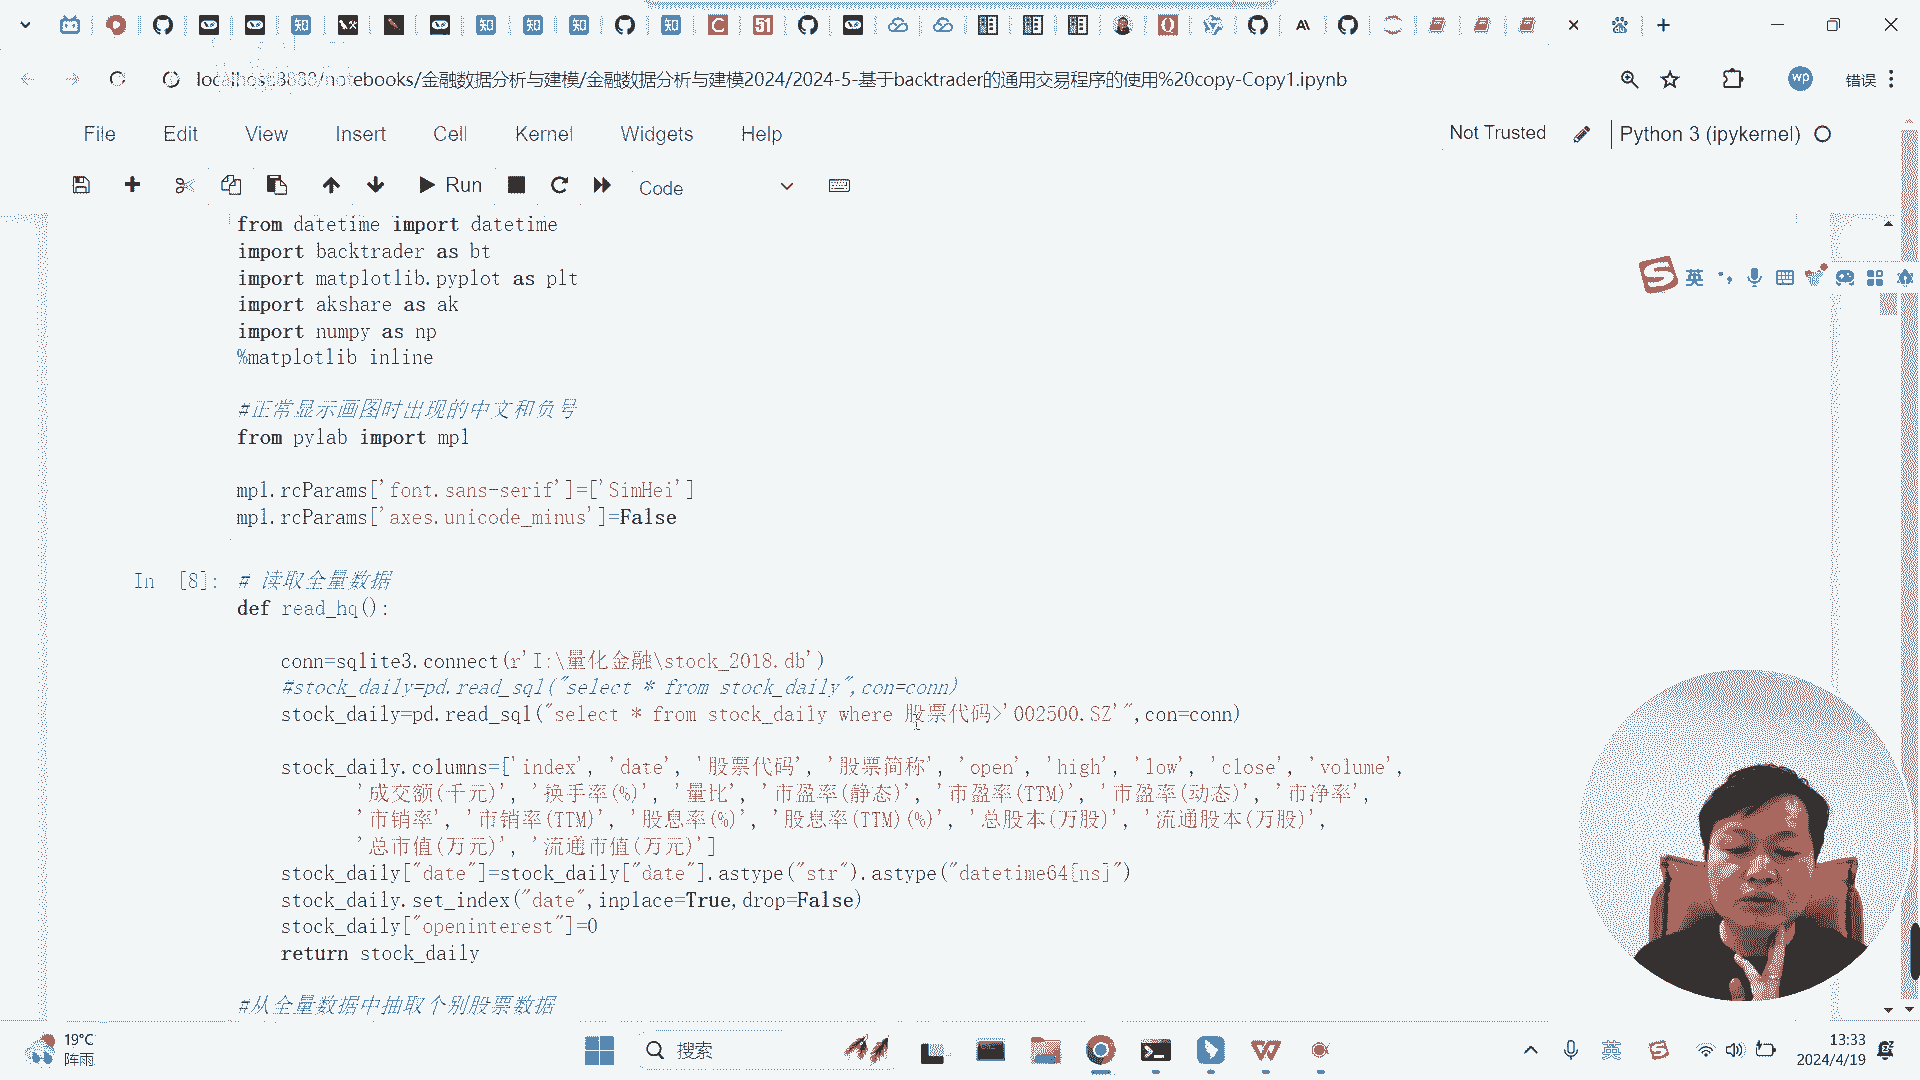 localhost:8888/notebooks/金融数据分析与建模/金融数据分析与建模2024/2024-5-基于backtrader的通用交易程序的使用%20copy-Copy1.ipynb
wp
错误
File Edit View Insert Cell Kernel Widgets Help
Not Trusted
Python 3 (ipykernel)
Run
Code
from datetime import datetime
import backtrader as bt
import matplotlib.pyplot as plt
import akshare as ak
import numpy as np
%matplotlib inline
#正常显示画图时出现的中文和负号
from pylab import mpl
mpl.rcParams['font.sans-serif']=['SimHei']
mpl.rcParams['axes.unicode_minus']=False
In [8]: # 读取全量数据
def read_hq():
conn=sqlite3.connect(r'I:\量化金融\stock_2018.db')
#stock_daily=pd.read_sql("select * from stock_daily",con=conn)
stock_daily=pd.read_sql("select * from stock_daily where 股票代码>'002500.SZ'",con=conn)
stock_daily.columns=['index', 'date', '股票代码', '股票简称', 'open', 'high', 'low', 'close', 'volume',
'成交额(千元)', '换手率(%)', '量比', '市盈率(静态)', '市盈率(TTM)', '市盈率(动态)', '市净率',
'市销率', '市销率(TTM)', '股息率(%)', '股息率(TTM)(%)', '总股本(万股)', '流通股本(万股)',
'总市值(万元)', '流通市值(万元)']
stock_daily["date"]=stock_daily["date"].astype("str").astype("datetime64[ns]")
stock_daily.set_index("date",inplace=True,drop=False)
stock_daily["openinterest"]=0
return stock_daily
#从全量数据中抽取个别股票数据
英
19°C
阵雨
搜索
英
13:33
2024/4/19